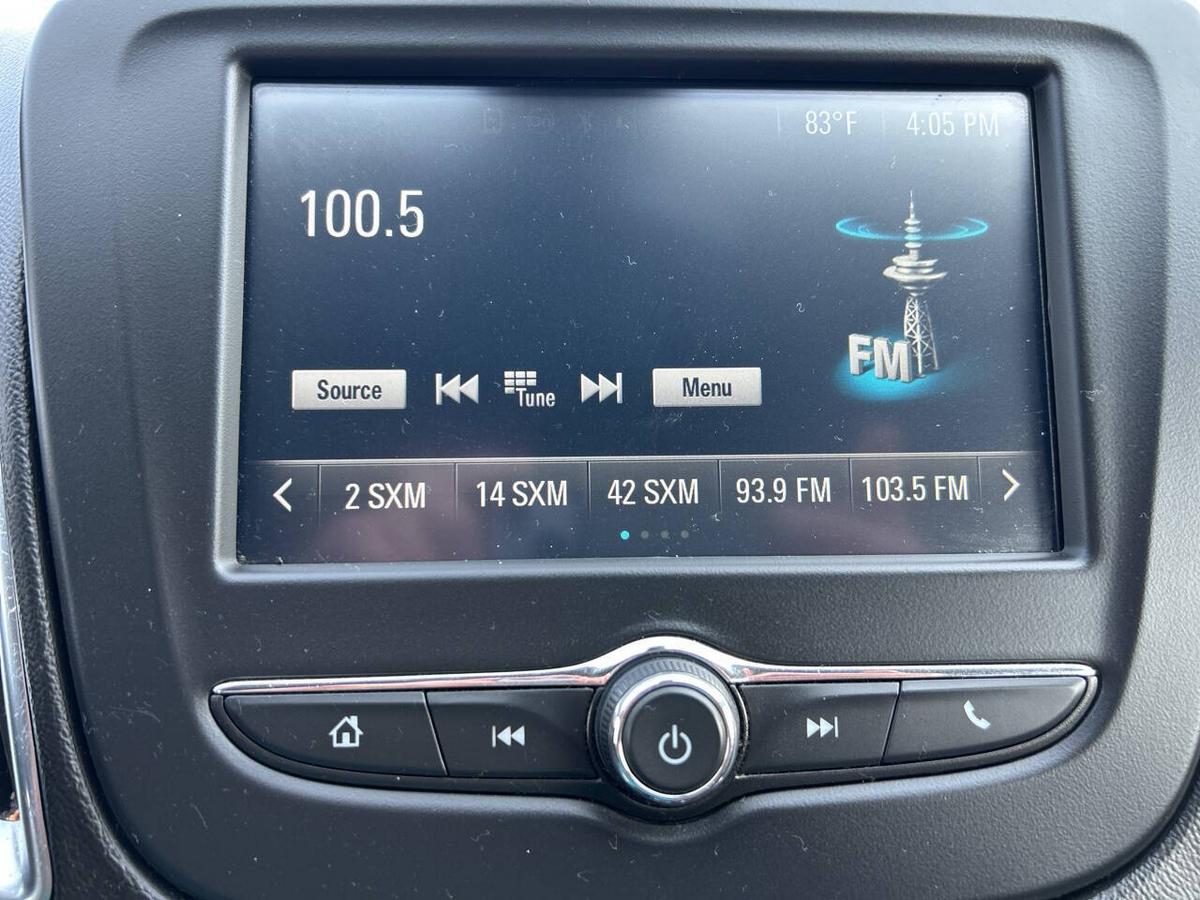 83°F 4:05 PM
100.5
FM
Source Tune Menu
2 SXM 14 SXM 42 SXM 93.9 FM 103.5 FM